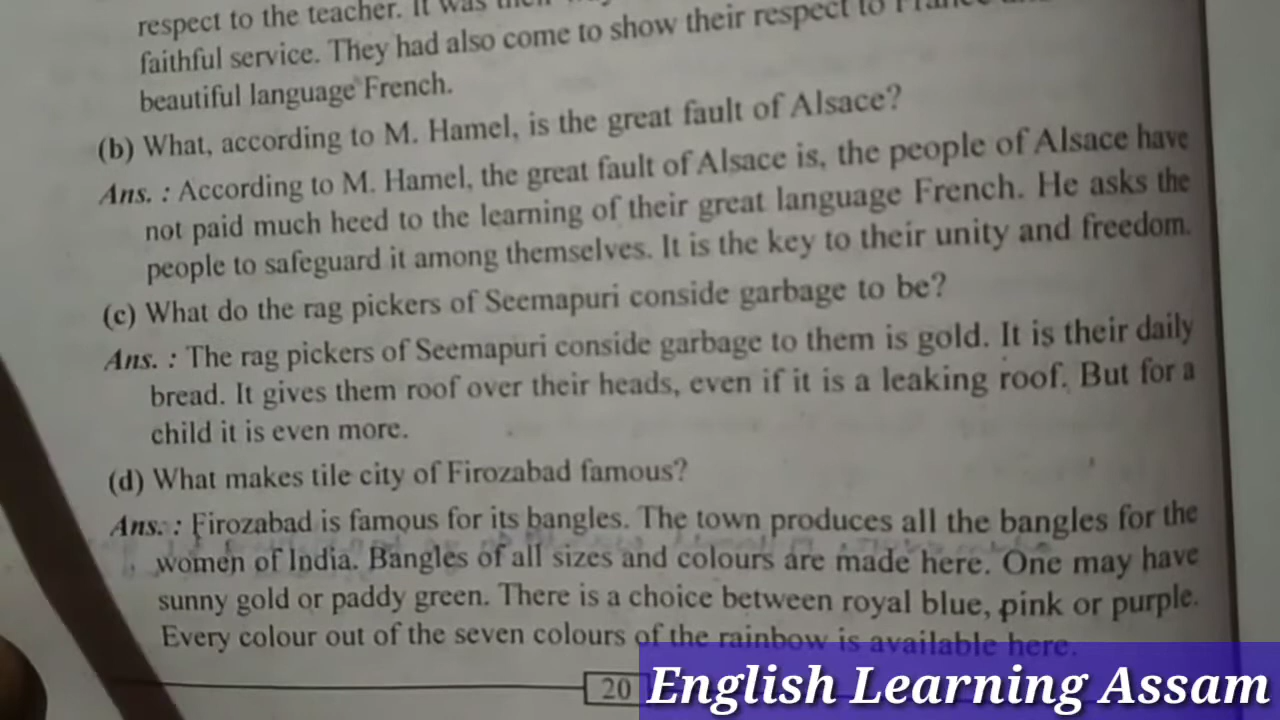 respect to the teacher. It was their
faithful service. They had also come to show their respect to France
beautiful language French.
(b) What, according to M. Hamel, is the great fault of Alsace?
Ans. : According to M. Hamel, the great fault of Alsace is, the people of Alsace have
not paid much heed to the learning of their great language French. He asks the
people to safeguard it among themselves. It is the key to their unity and freedom.
(c) What do the rag pickers of Seemapuri conside garbage to be?
Ans. : The rag pickers of Seemapuri conside garbage to them is gold. It is their daily
bread. It gives them roof over their heads, even if it is a leaking roof. But for a
child it is even more.
(d) What makes tile city of Firozabad famous?
Ans. : Firozabad is famous for its bangles. The town produces all the bangles for the
women of India. Bangles of all sizes and colours are made here. One may have
sunny gold or paddy green. There is a choice between royal blue, pink or purple.
Every colour out of the seven colours of the rainbow is available here.
20
English Learning Assam